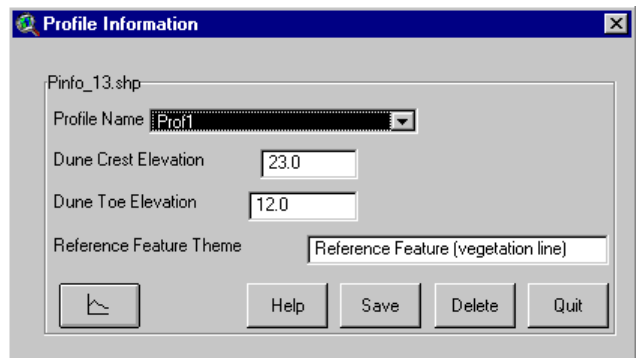 Profile Information
Pinfo_13.shp
Profile Name Prof1
Dune Crest Elevation 23.0
Dune Toe Elevation 12.0
Reference Feature Theme Reference Feature (vegetation line)
Help Save Delete Quit